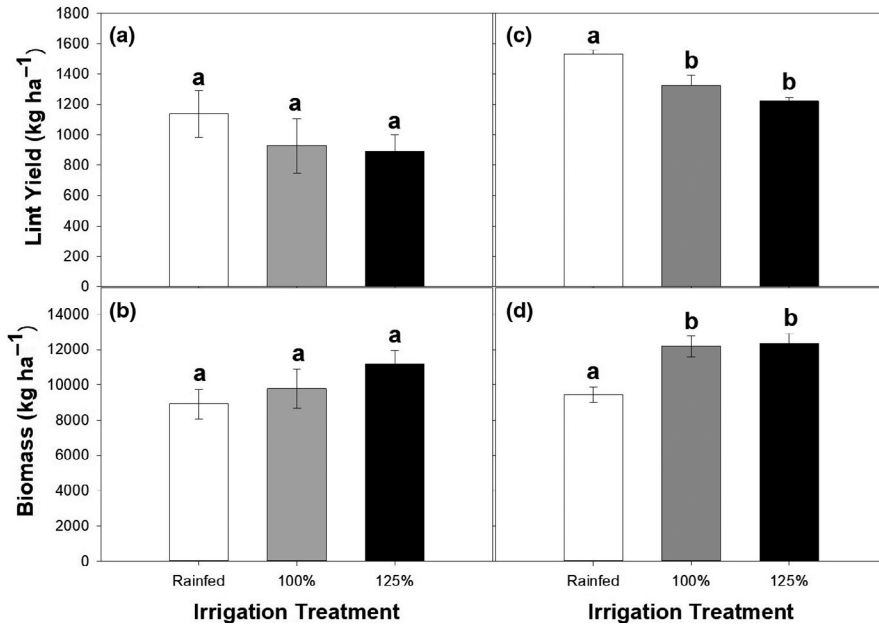 1800
1600
1400
1200
1000
800
600
400
200
0
Lint Yield (kg ha⁻¹)
(a)
a
a
a
(c)
a
b
b
14000
12000
10000
8000
6000
4000
2000
0
Biomass (kg ha⁻¹)
(b)
a
a
a
(d)
a
b
b
Rainfed 100% 125%
Rainfed 100% 125%
Irrigation Treatment
Irrigation Treatment